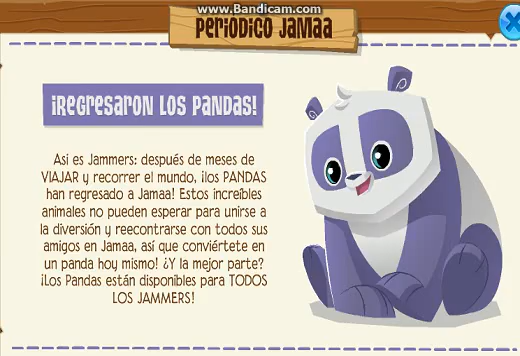 www.Bandicam.com
PERIÓDICO JAMAA
¡REGRESARON LOS PANDAS!
Asi es Jammers: después de meses de
VIAJAR y recorrer el mundo, ¡los PANDAS
han regresado a Jamaa! Estos increíbles
animales no pueden esperar para unirse a
la diversión y reecontrarse con todos sus
amigos en Jamaa, así que conviértete en
un panda hoy mismo! ¿Y la mejor parte?
¡Los Pandas están disponibles para TODOS
LOS JAMMERS!